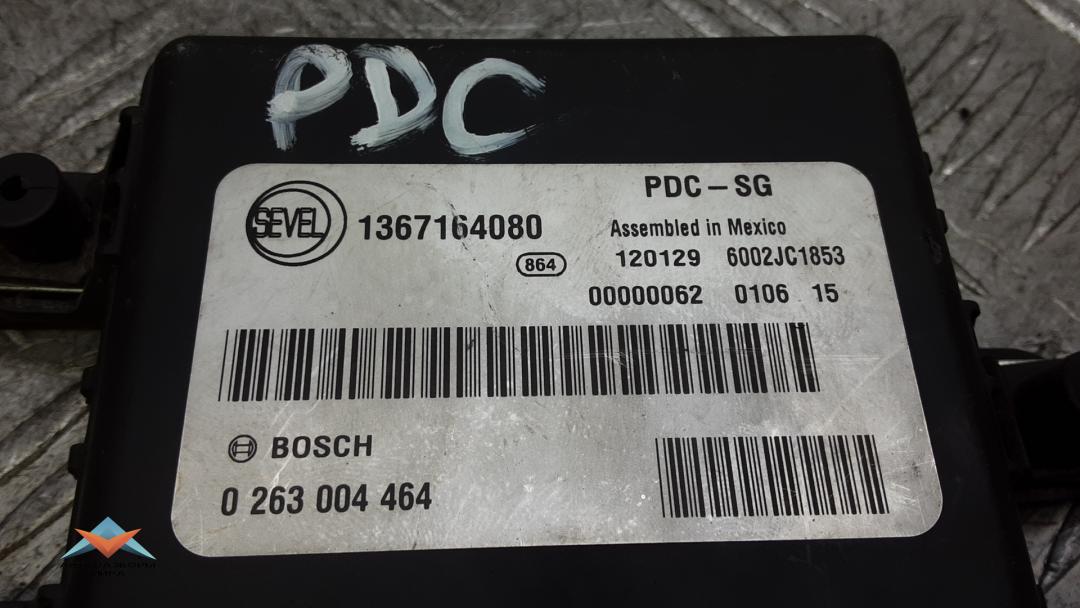 PDC
PDC-SG
SEVEL
1367164080
Assembled in Mexico
864
120129 6002JC1853
00000062 0106 15
BOSCH
0 263 004 464